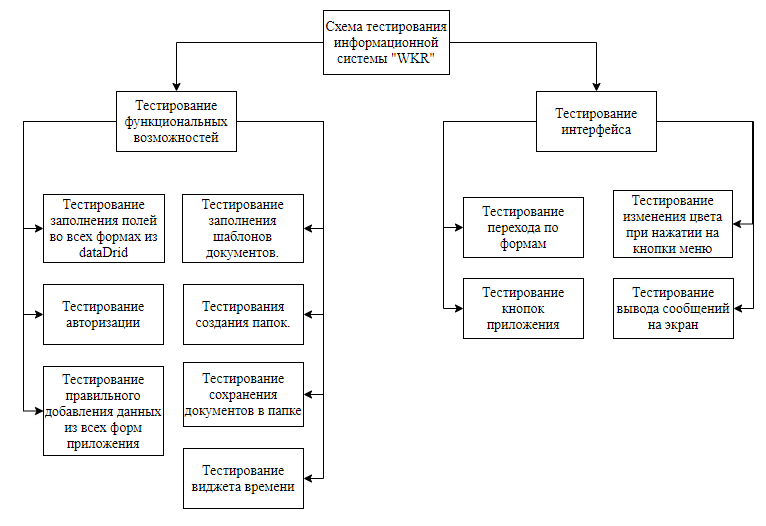 Схема тестирования
информационной
системы "WKR"
Тестирование
функциональных
возможностей
Тестирование
интерфейса
Тестирование
заполнения полей
во всех формах из
dataDrid
Тестирование
заполнения
шаблонов
документов.
Тестирование
перехода по
формам
Тестирование
изменения цвета
при нажатии на
кнопки меню
Тестирование
авторизации
Тестирования
создания папок.
Тестирование
кнопок
приложения
Тестирование
вывода сообщений
на экран
Тестирование
правильного
добавления данных
из всех форм
приложения
Тестирование
сохранения
документов в папке
Тестирование
виджета времени